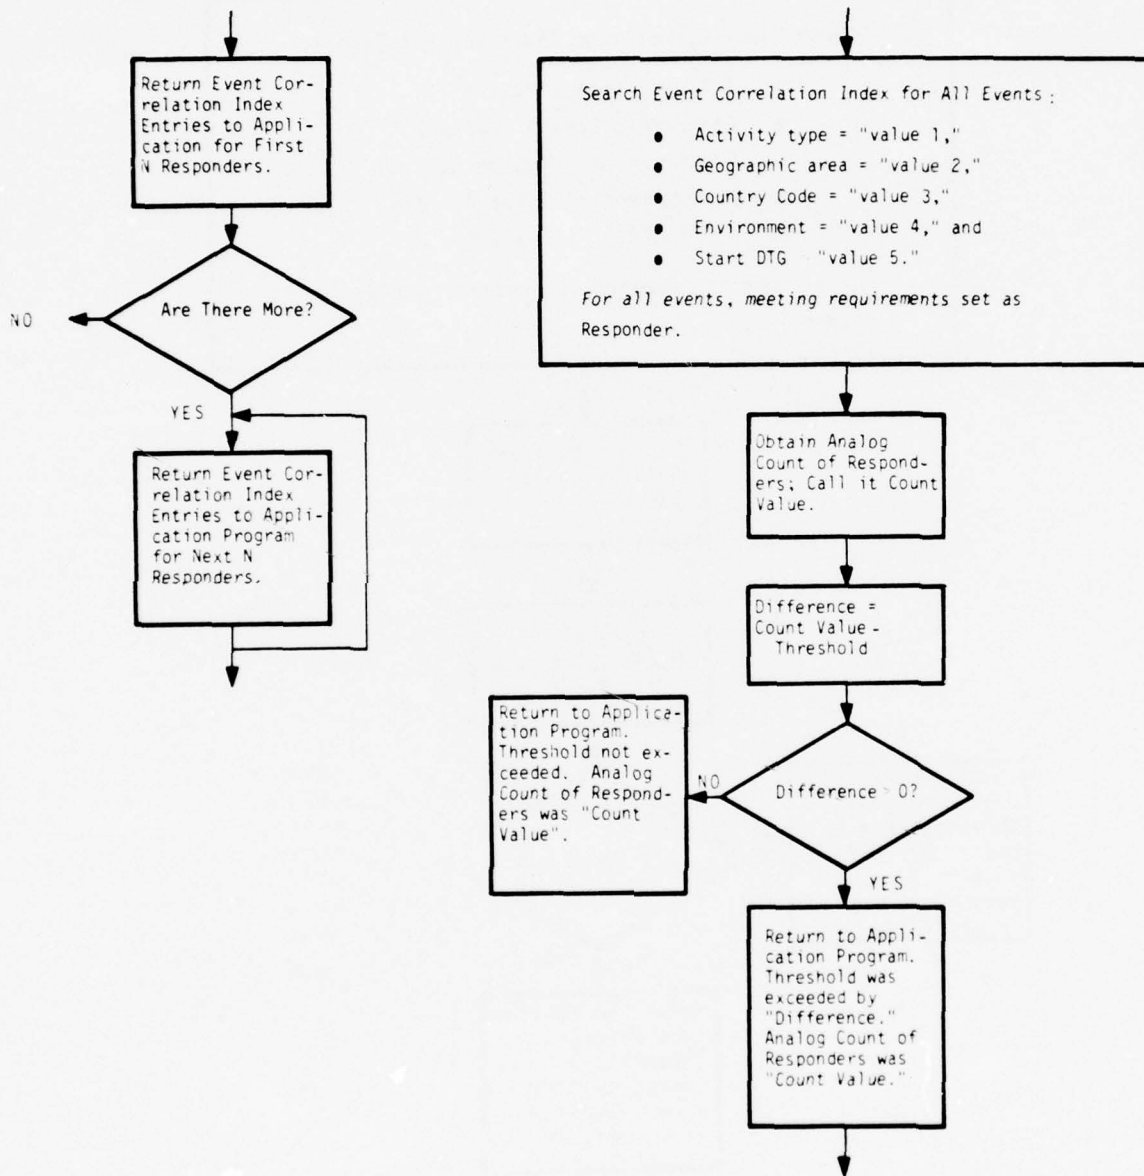 Return Event Cor-
relation Index
Entries to Appli-
cation for First
N Responders.
Are There More?
NO
YES
Return Event Cor-
relation Index
Entries to Appli-
cation Program
for Next N
Responders.
Search Event Correlation Index for All Events:
● Activity type = "value 1,"
● Geographic area = "value 2,"
● Country Code = "value 3,"
● Environment = "value 4," and
● Start DTG "value 5."
For all events, meeting requirements set as
Responder.
Obtain Analog
Count of Respond-
ers; Call it Count
Value.
Difference =
Count Value -
Threshold
Difference 0?
NO
Return to Applica-
tion Program.
Threshold not ex-
ceeded. Analog
Count of Respond-
ers was "Count
Value".
YES
Return to Appli-
cation Program.
Threshold was
exceeded by
"Difference."
Analog Count of
Responders was
"Count Value."